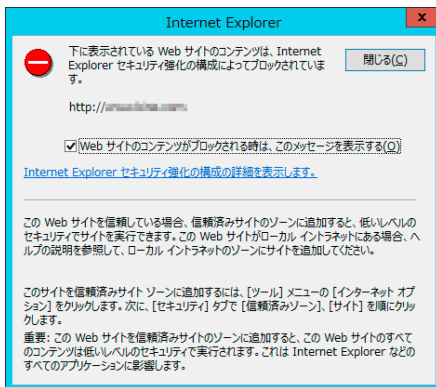 Internet Explorer
x
下に表示されている Web サイトのコンテンツは、Internet
Explorer セキュリティ強化の構成によってブロックされていま
す。
閉じる(C)
http://
Web サイトのコンテンツがブロックされる時は、このメッセージを表示する(O)
Internet Explorer セキュリティ強化の構成の詳細を表示します。
この Web サイトを信頼している場合、信頼済みサイトのゾーンに追加すると、低いレベルの
セキュリティでサイトを実行できます。この Web サイトがローカル イントラネットにある場合、ヘ
ルプの説明を参照して、ローカル イントラネットのゾーンにサイトを追加してください。
このサイトを信頼済みサイト ゾーンに追加するには、[ツール] メニューの [インターネット オプ
ション] をクリックします。次に、[セキュリティ] タブで [信頼済みゾーン]、[サイト] を順にクリッ
クします。
重要: この Web サイトを信頼済みサイトのゾーンに追加すると、この Web サイトのすべて
のコンテンツは低いレベルのセキュリティで実行されます。これは Internet Explorer などの
すべてのアプリケーションに影響します。